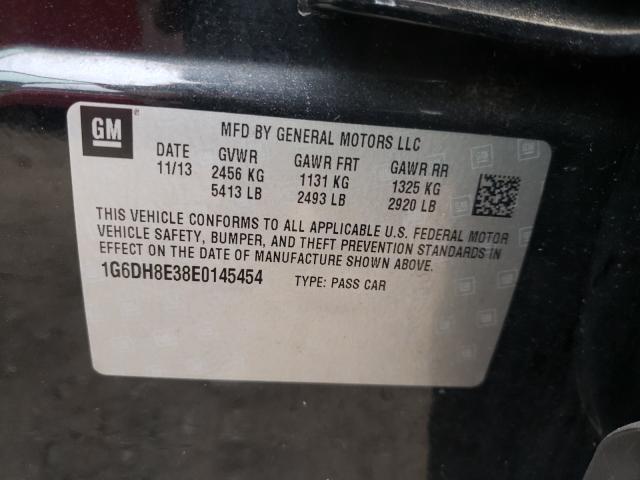 GM
MFD BY GENERAL MOTORS LLC
DATE GVWR GAWR FRT GAWR RR
11/13 2456 KG 1131 KG 1325 KG
5413 LB 2493 LB 2920 LB
THIS VEHICLE CONFORMS TO ALL APPLICABLE U.S. FEDERAL MOTOR
VEHICLE SAFETY, BUMPER, AND THEFT PREVENTION STANDARDS IN
EFFECT ON THE DATE OF MANUFACTURE SHOWN ABOVE.
1G6DH8E38E0145454 TYPE: PASS CAR